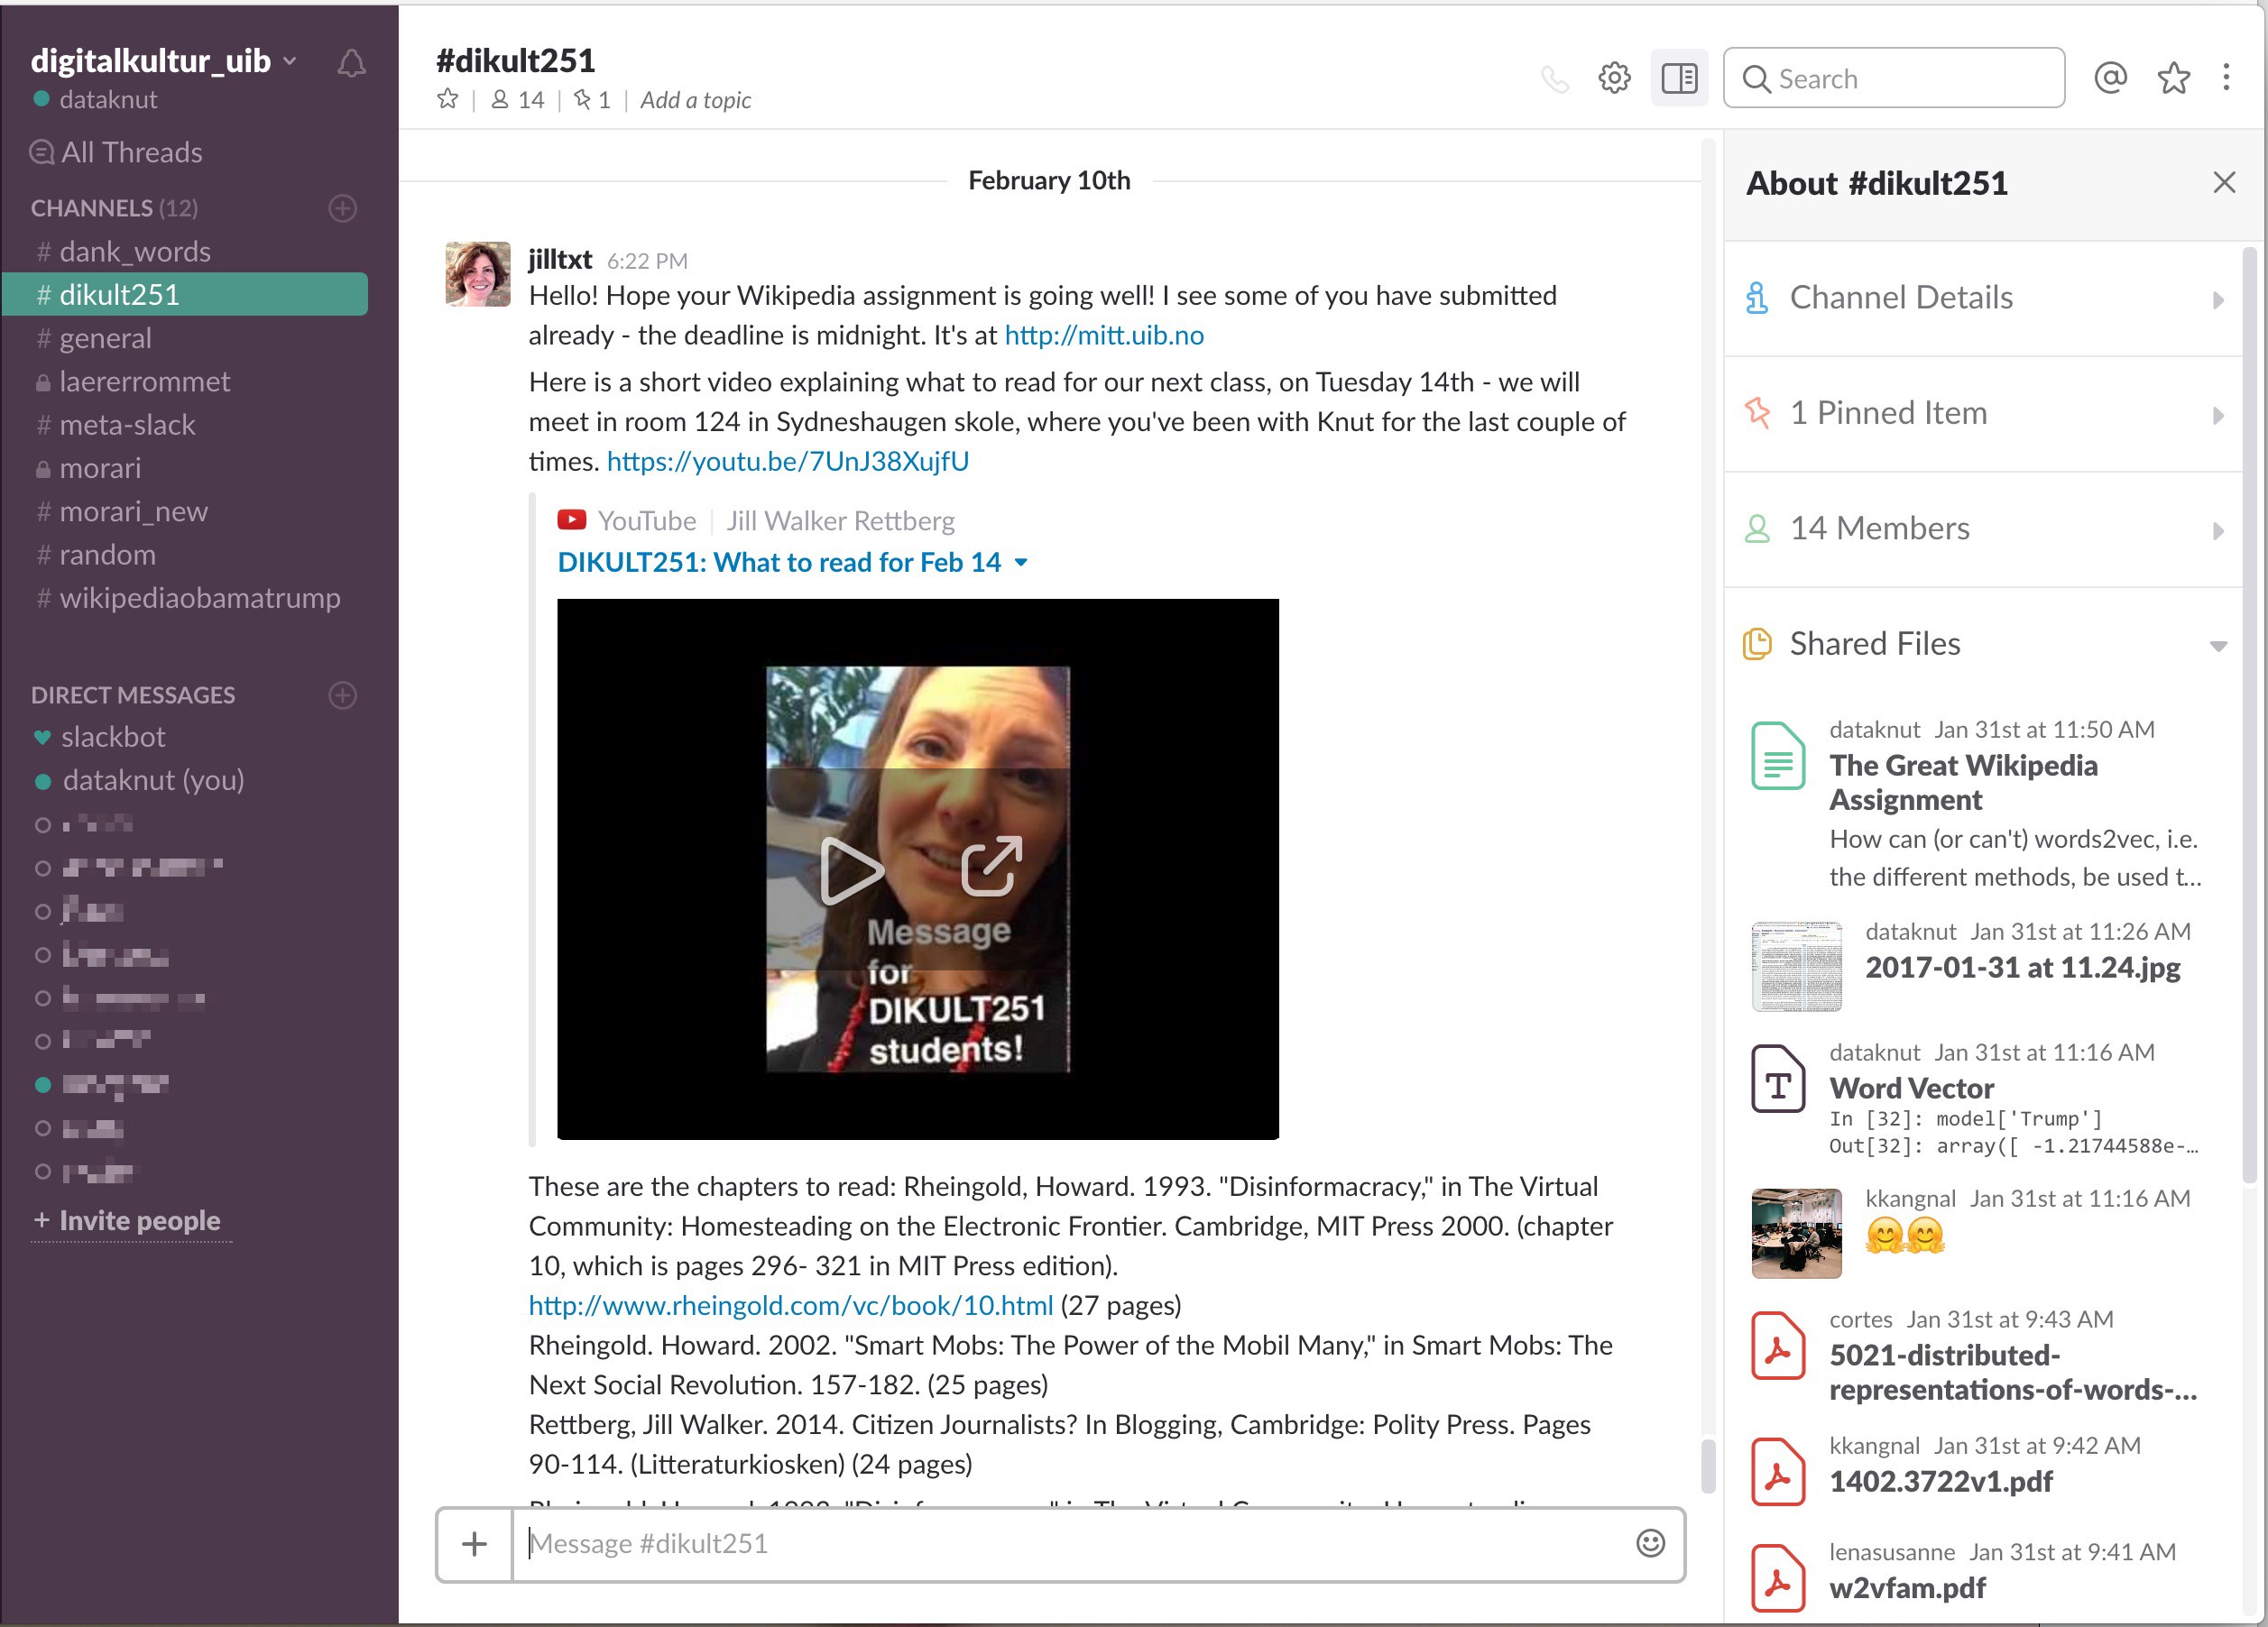 digitalkultur_uib
dataknut
All Threads
CHANNELS (12)
# dank_words
# dikult251
# general
laererrommet
# meta-slack
morari
# morari_new
# random
# wikipediaobamatrump
DIRECT MESSAGES
slackbot
dataknut (you)
+ Invite people
#dikult251
14 | 1 | Add a topic
Search
February 10th
jilltxt 6:22 PM
Hello! Hope your Wikipedia assignment is going well! I see some of you have submitted
already - the deadline is midnight. It's at http://mitt.uib.no
Here is a short video explaining what to read for our next class, on Tuesday 14th - we will
meet in room 124 in Sydneshaugen skole, where you've been with Knut for the last couple of
times. https://youtu.be/7UnJ38XujfU
YouTube | Jill Walker Rettberg
DIKULT251: What to read for Feb 14
Message
for
DIKULT251
students!
These are the chapters to read: Rheingold, Howard. 1993. "Disinformacracy," in The Virtual
Community: Homesteading on the Electronic Frontier. Cambridge, MIT Press 2000. (chapter
10, which is pages 296- 321 in MIT Press edition).
http://www.rheingold.com/vc/book/10.html (27 pages)
Rheingold. Howard. 2002. "Smart Mobs: The Power of the Mobil Many," in Smart Mobs: The
Next Social Revolution. 157-182. (25 pages)
Rettberg, Jill Walker. 2014. Citizen Journalists? In Blogging, Cambridge: Polity Press. Pages
90-114. (Litteraturkiosken) (24 pages)
Message #dikult251
About #dikult251
Channel Details
1 Pinned Item
14 Members
Shared Files
dataknut Jan 31st at 11:50 AM
The Great Wikipedia
Assignment
How can (or can't) words2vec, i.e.
the different methods, be used t...
dataknut Jan 31st at 11:26 AM
2017-01-31 at 11.24.jpg
dataknut Jan 31st at 11:16 AM
Word Vector
In [32]: model['Trump']
Out[32]: array([ -1.21744588e-…
kkangnal Jan 31st at 11:16 AM
🤗🤗
cortes Jan 31st at 9:43 AM
5021-distributed-
representations-of-words-...
kkangnal Jan 31st at 9:42 AM
1402.3722v1.pdf
lenasusanne Jan 31st at 9:41 AM
w2vfam.pdf